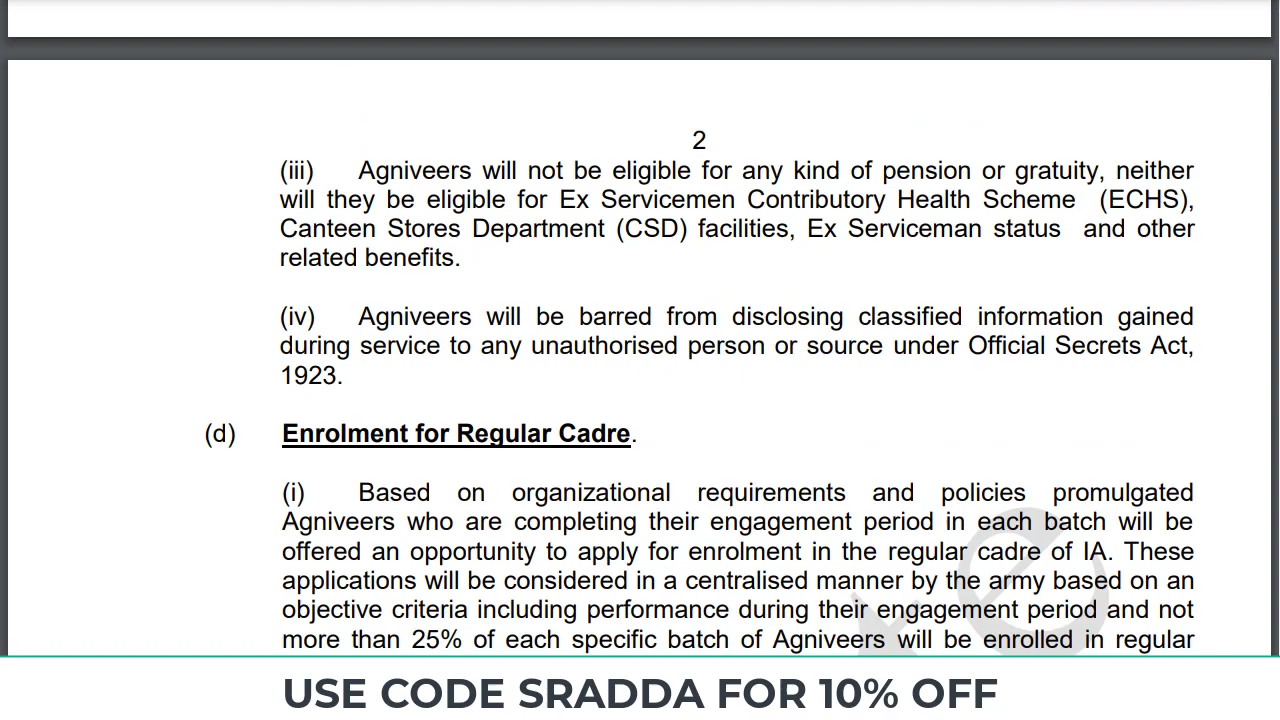 2
(iii) Agniveers will not be eligible for any kind of pension or gratuity, neither
will they be eligible for Ex Servicemen Contributory Health Scheme (ECHS),
Canteen Stores Department (CSD) facilities, Ex Serviceman status and other
related benefits.
(iv) Agniveers will be barred from disclosing classified information gained
during service to any unauthorised person or source under Official Secrets Act,
1923.
(d) Enrolment for Regular Cadre.
(i) Based on organizational requirements and policies promulgated
Agniveers who are completing their engagement period in each batch will be
offered an opportunity to apply for enrolment in the regular cadre of IA. These
applications will be considered in a centralised manner by the army based on an
objective criteria including performance during their engagement period and not
more than 25% of each specific batch of Agniveers will be enrolled in regular
USE CODE SRADDA FOR 10% OFF